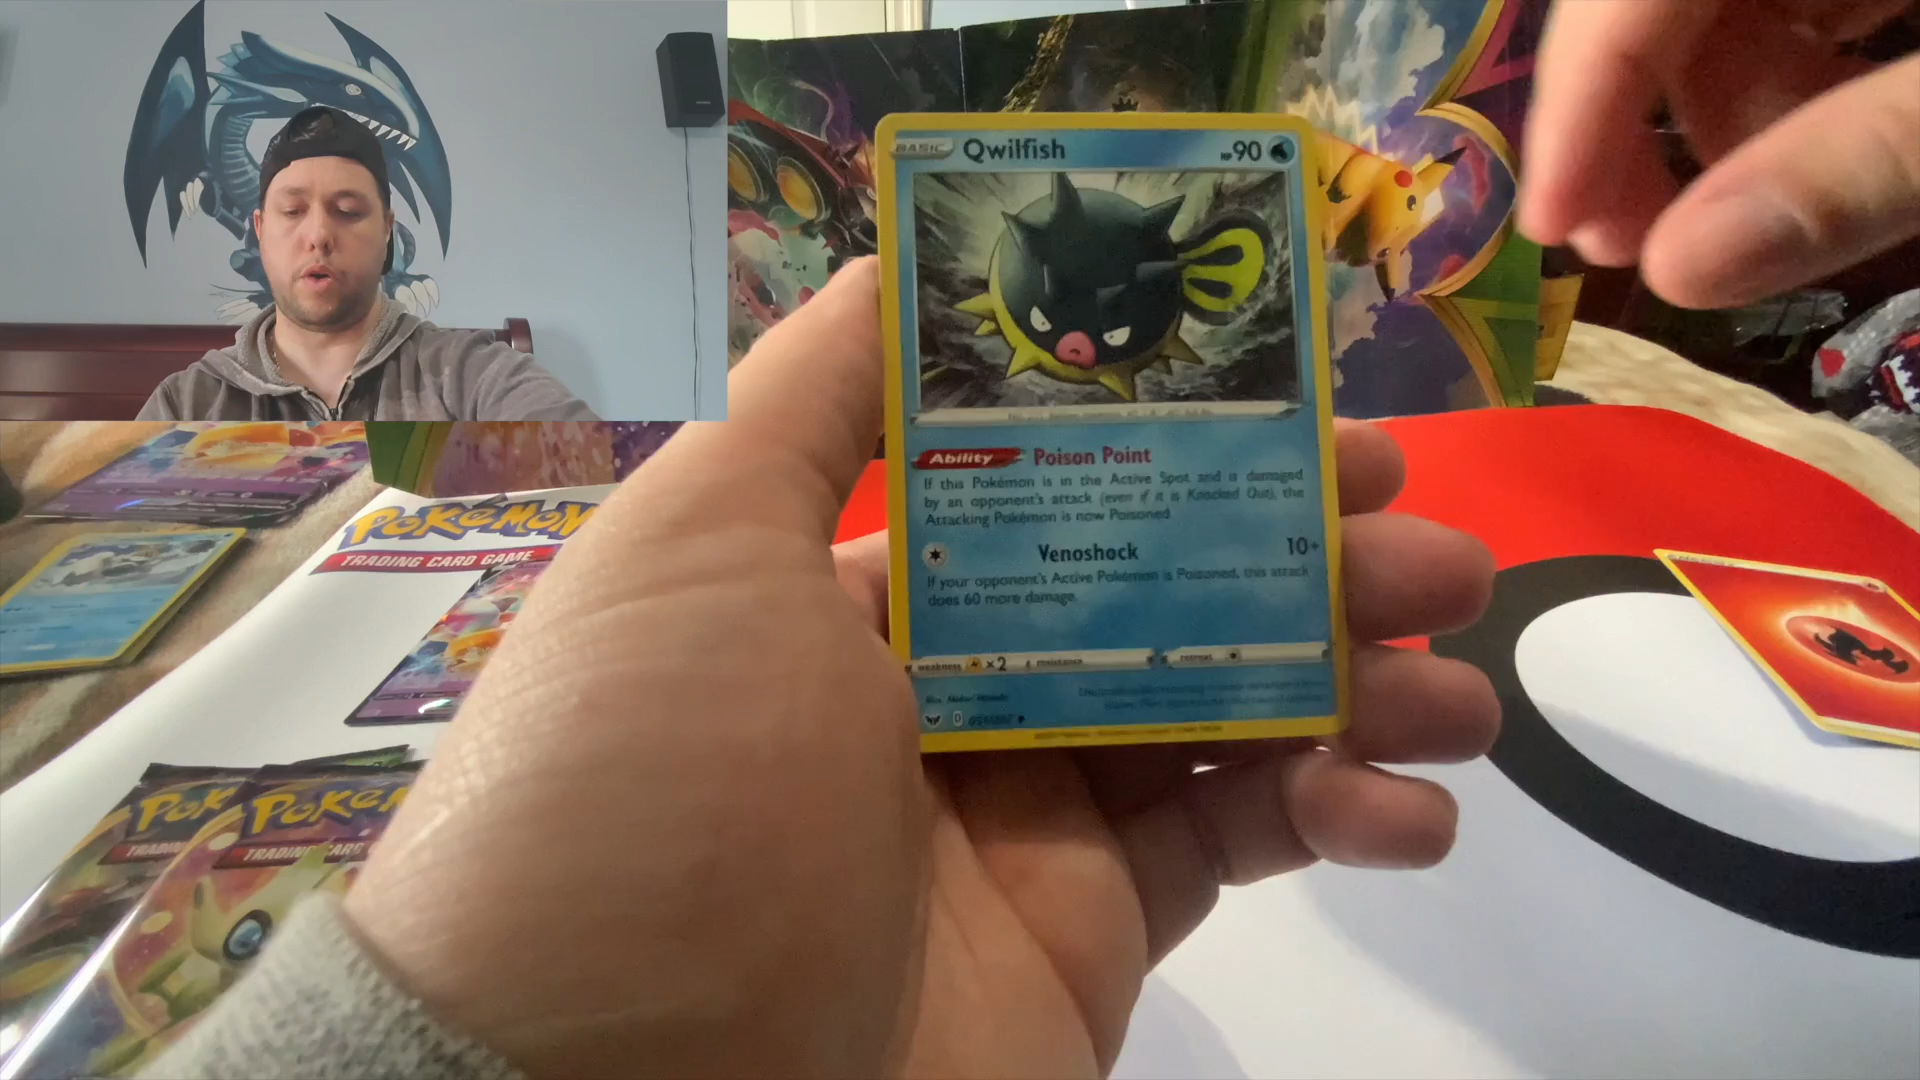 BASIC Qwilfish HP 90
Ability Poison Point
If this Pokémon is in the Active Spot and is damaged
by an opponent's attack (even if it is Knocked Out), the
Attacking Pokémon is now Poisoned.
Venoshock 10+
If your opponent's Active Pokémon is Poisoned, this attack
does 60 more damage.
weakness ×2 resistance retreat
D
POKéMON
TRADING CARD GAME
POK
TRADIN
POKéM
TRADING CARD